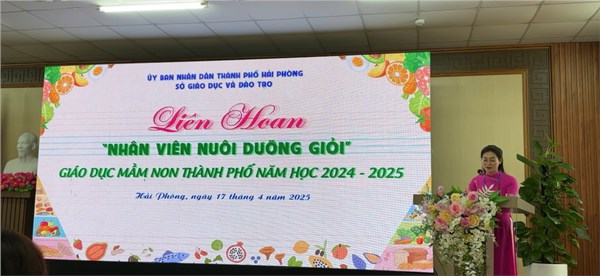 ỦY BAN NHÂN DÂN THÀNH PHỐ HẢI PHÒNG
SỞ GIÁO DỤC VÀ ĐÀO TẠO
Liên Hoan
"NHÂN VIÊN NUÔI DƯỠNG GIỎI"
GIÁO DỤC MẦM NON THÀNH PHỐ NĂM HỌC 2024 - 2025
Hải Phòng, ngày 17 tháng 4 năm 2025